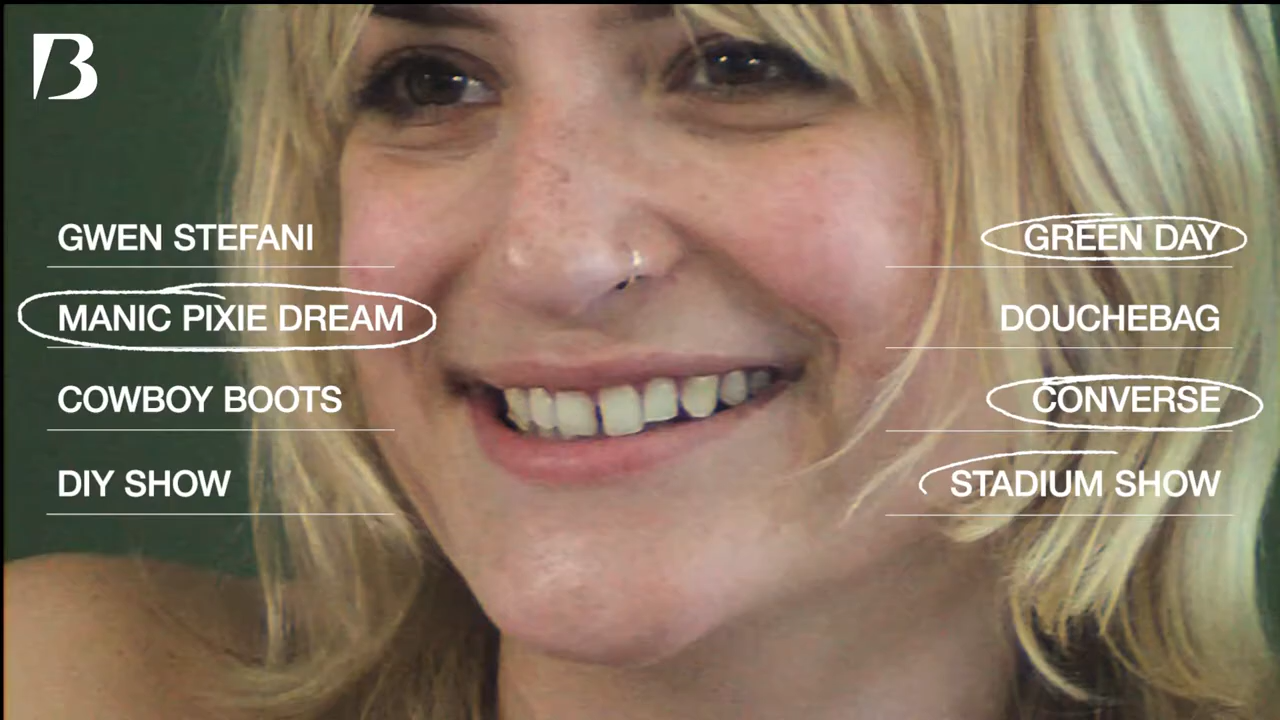 B
GWEN STEFANI
GREEN DAY
MANIC PIXIE DREAM
DOUCHEBAG
COWBOY BOOTS
CONVERSE
DIY SHOW
STADIUM SHOW